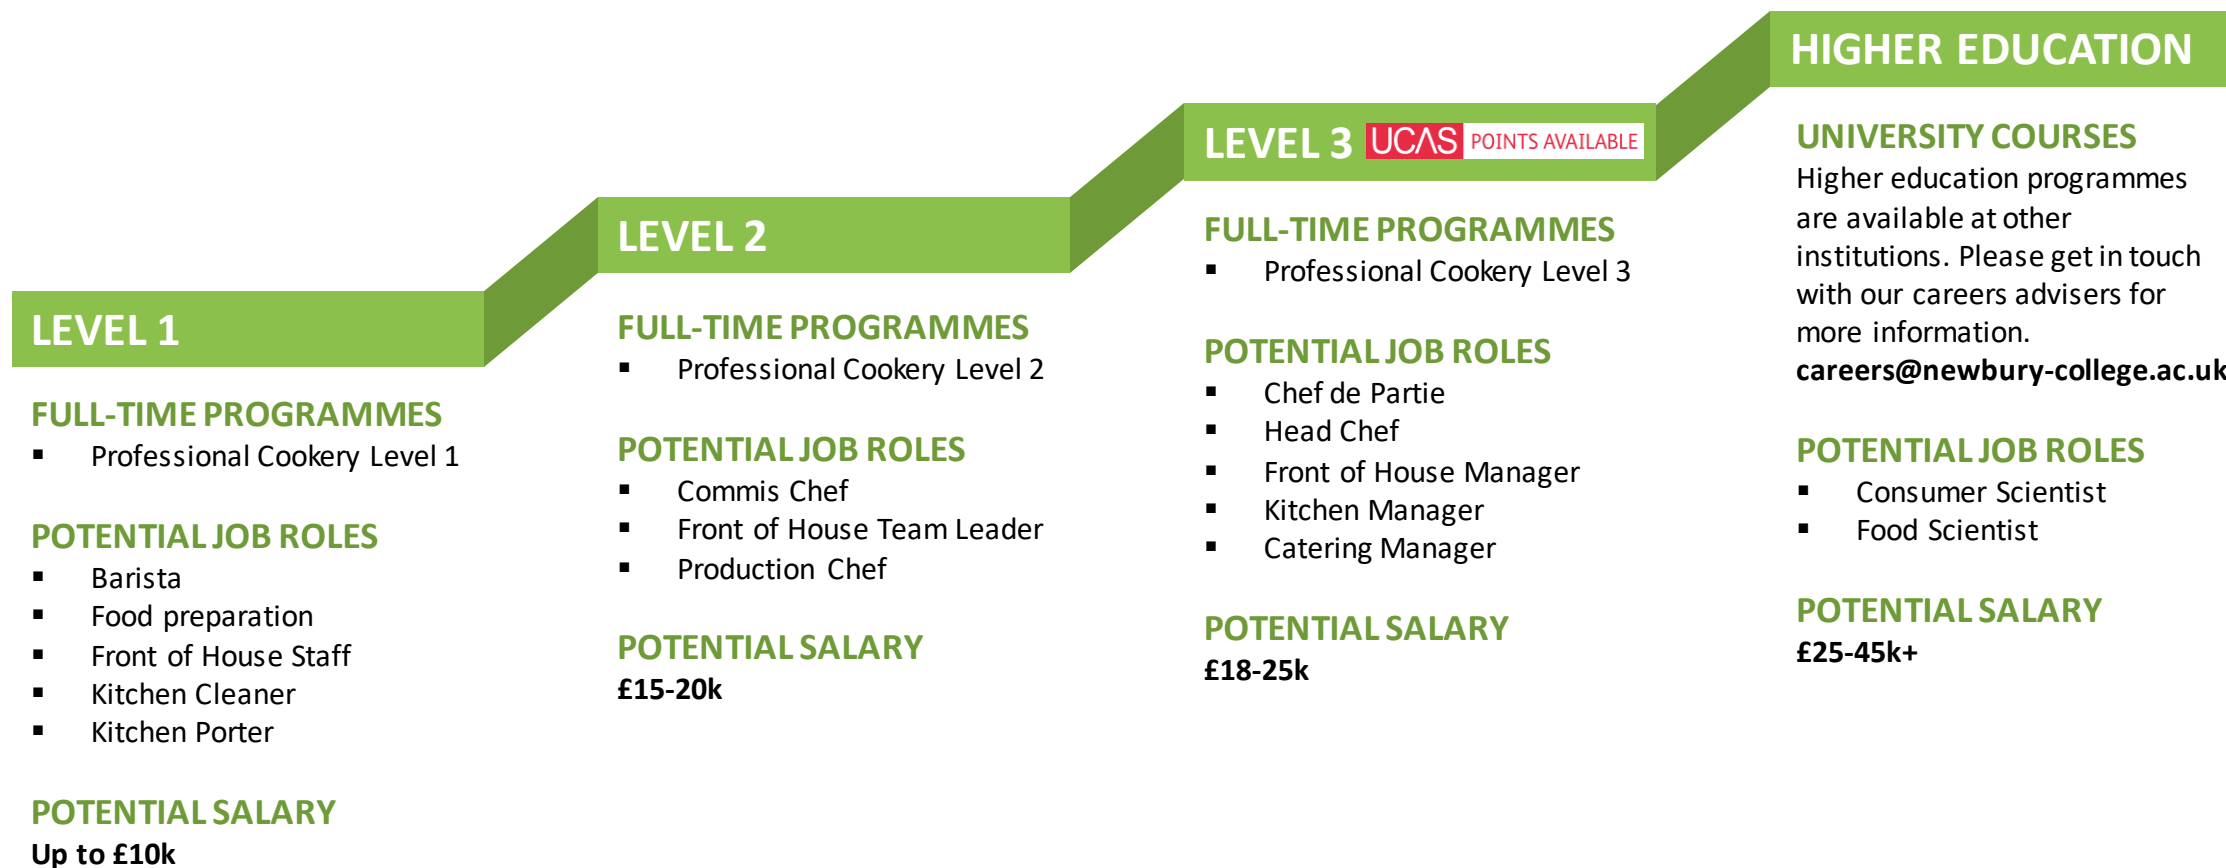 LEVEL 1
FULL-TIME PROGRAMMES
▪ Professional Cookery Level 1
POTENTIAL JOB ROLES
▪ Barista
▪ Food preparation
▪ Front of House Staff
▪ Kitchen Cleaner
▪ Kitchen Porter
POTENTIAL SALARY
Up to £10k
LEVEL 2
FULL-TIME PROGRAMMES
▪ Professional Cookery Level 2
POTENTIAL JOB ROLES
▪ Commis Chef
▪ Front of House Team Leader
▪ Production Chef
POTENTIAL SALARY
£15-20k
LEVEL 3 UCAS POINTS AVAILABLE
FULL-TIME PROGRAMMES
▪ Professional Cookery Level 3
POTENTIAL JOB ROLES
▪ Chef de Partie
▪ Head Chef
▪ Front of House Manager
▪ Kitchen Manager
▪ Catering Manager
POTENTIAL SALARY
£18-25k
HIGHER EDUCATION
UNIVERSITY COURSES
Higher education programmes
are available at other
institutions. Please get in touch
with our careers advisers for
more information.
careers@newbury-college.ac.uk
POTENTIAL JOB ROLES
▪ Consumer Scientist
▪ Food Scientist
POTENTIAL SALARY
£25-45k+